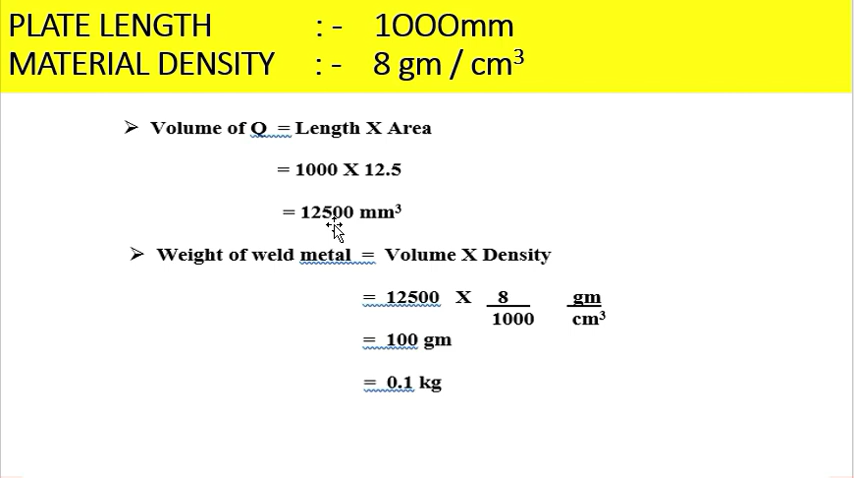 PLATE LENGTH :- 1000mm
MATERIAL DENSITY :- 8 gm / cm³
➢ Volume of Q = Length X Area
= 1000 X 12.5
= 12500 mm³
➢ Weight of weld metal = Volume X Density
= 12500 X 8/1000 gm/cm³
= 100 gm
= 0.1 kg